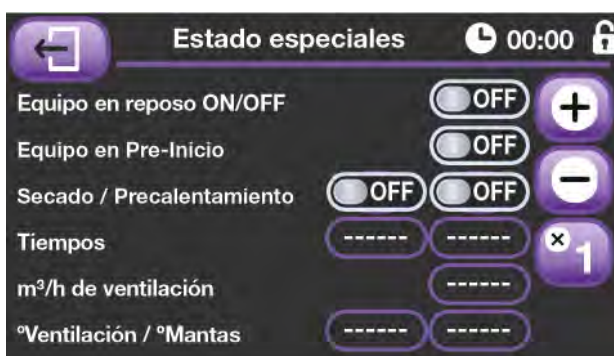 Estado especiales 00:00
Equipo en reposo ON/OFF OFF
+
Equipo en Pre-Inicio OFF
−
Secado / Precalentamiento OFF OFF
Tiempos ------ ------
×1
m³/h de ventilación ------
ºVentilación / ºMantas ------ ------